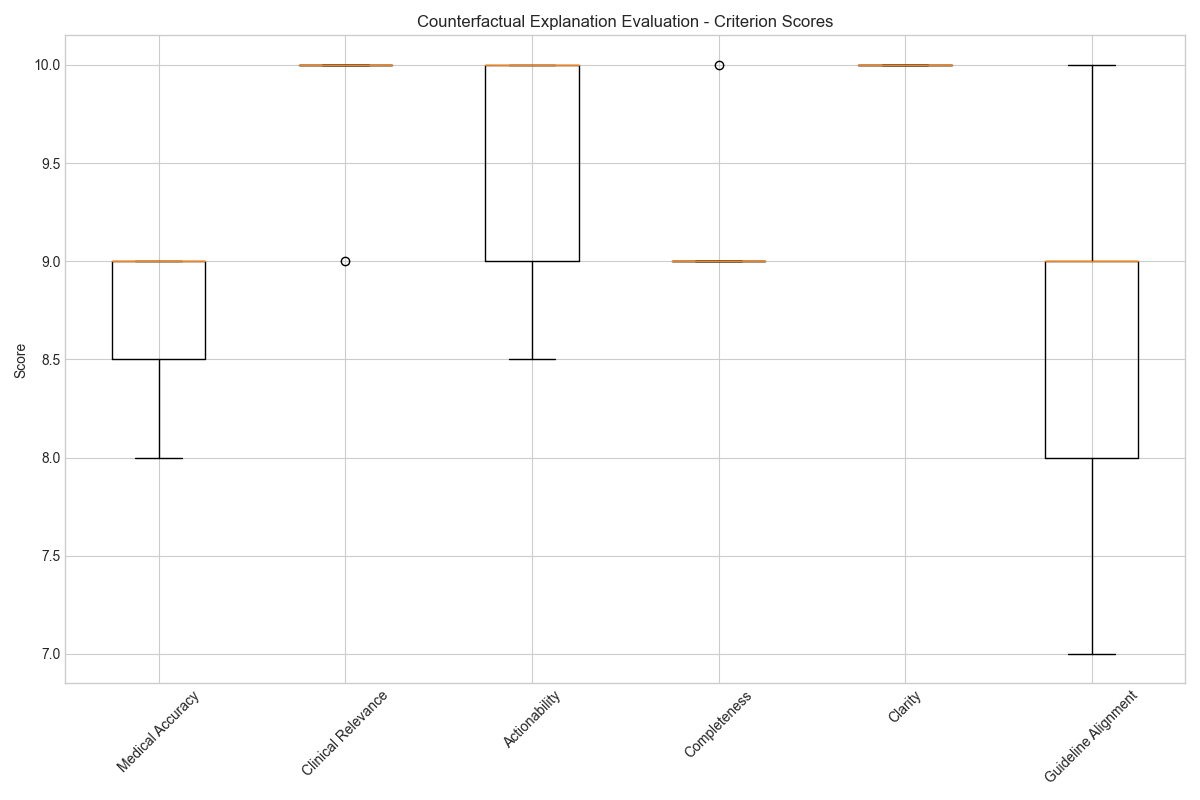 Counterfactual Explanation Evaluation - Criterion Scores
10.0
9.5
9.0
8.5
8.0
7.5
7.0
Score
Medical Accuracy
Clinical Relevance
Actionability
Completeness
Clarity
Guideline Alignment